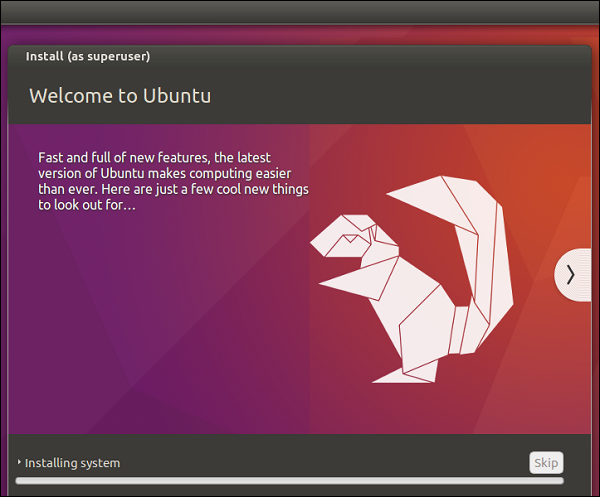 Install (as superuser)
Welcome to Ubuntu
Fast and full of new features, the latest
version of Ubuntu makes computing easier
than ever. Here are just a few cool new things
to look out for…
Installing system
Skip